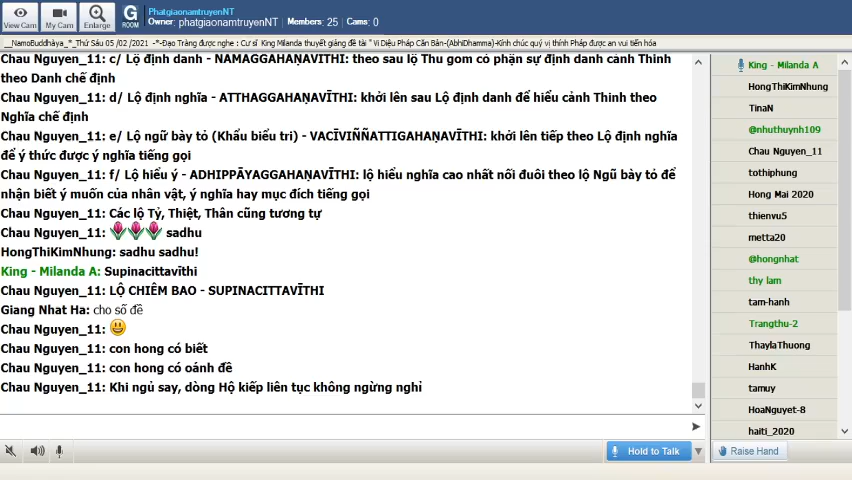 PhatgiaonamtruyenNT
Owner: phatgiaonamtruyenNT Members: 25 Cams: 0
View Cam
My Cam
Enlarge
G
ROOM
__NamoBuddhàya_*_Thứ Sáu 05 /02 /2021 -*-Đạo Tràng được nghe : Cư sĩ King Milanda thuyết giảng đề tài " Vi Diệu Pháp Căn Bản-{AbhiDhamma}-Kính chúc quý vị thính Pháp được an vui tiến hóa
Chau Nguyen_11: c/ Lộ định danh - NAMAGGAHAṆAVĪTHI: theo sau lộ Thu gom có phận sự định danh cảnh Thinh
theo Danh chế định
Chau Nguyen_11: d/ Lộ định nghĩa - ATTHAGGAHAṆAVĪTHI: khởi lên sau Lộ định danh để hiểu cảnh Thinh theo
Nghĩa chế định
Chau Nguyen_11: e/ Lộ ngữ bày tỏ (Khẩu biểu tri) - VACĪVIÑÑATTIGAHAṆAVĪTHI: khởi lên tiếp theo Lộ định nghĩa
để ý thức được ý nghĩa tiếng gọi
Chau Nguyen_11: f/ Lộ hiểu ý - ADHIPPĀYAGGAHAṆAVĪTHI: lộ hiểu nghĩa cao nhất nối đuôi theo lộ Ngũ bày tỏ để
nhận biết ý muốn của nhân vật, ý nghĩa hay mục đích tiếng gọi
Chau Nguyen_11: Các lộ Tỷ, Thiệt, Thân cũng tương tự
Chau Nguyen_11: sadhu
HongThiKimNhung: sadhu sadhu!
King - Milanda A: Supinacittavīthi
Chau Nguyen_11: LỘ CHIÊM BAO - SUPINACITTAVĪTHI
Giang Nhat Ha: cho số đề
Chau Nguyen_11:
Chau Nguyen_11: con hong có biết
Chau Nguyen_11: con hong có oánh đề
Chau Nguyen_11: Khi ngủ say, dòng Hộ kiếp liên tục không ngừng nghỉ
King - Milanda A
HongThiKimNhung
TinaN
@nhuthuynh109
Chau Nguyen_11
tothiphung
Hong Mai 2020
thienvu5
metta20
@hongnhat
thy lam
tam-hanh
Trangthu-2
ThaylaThuong
HanhK
tamuy
HoaNguyet-8
haiti_2020
Hold to Talk
Raise Hand